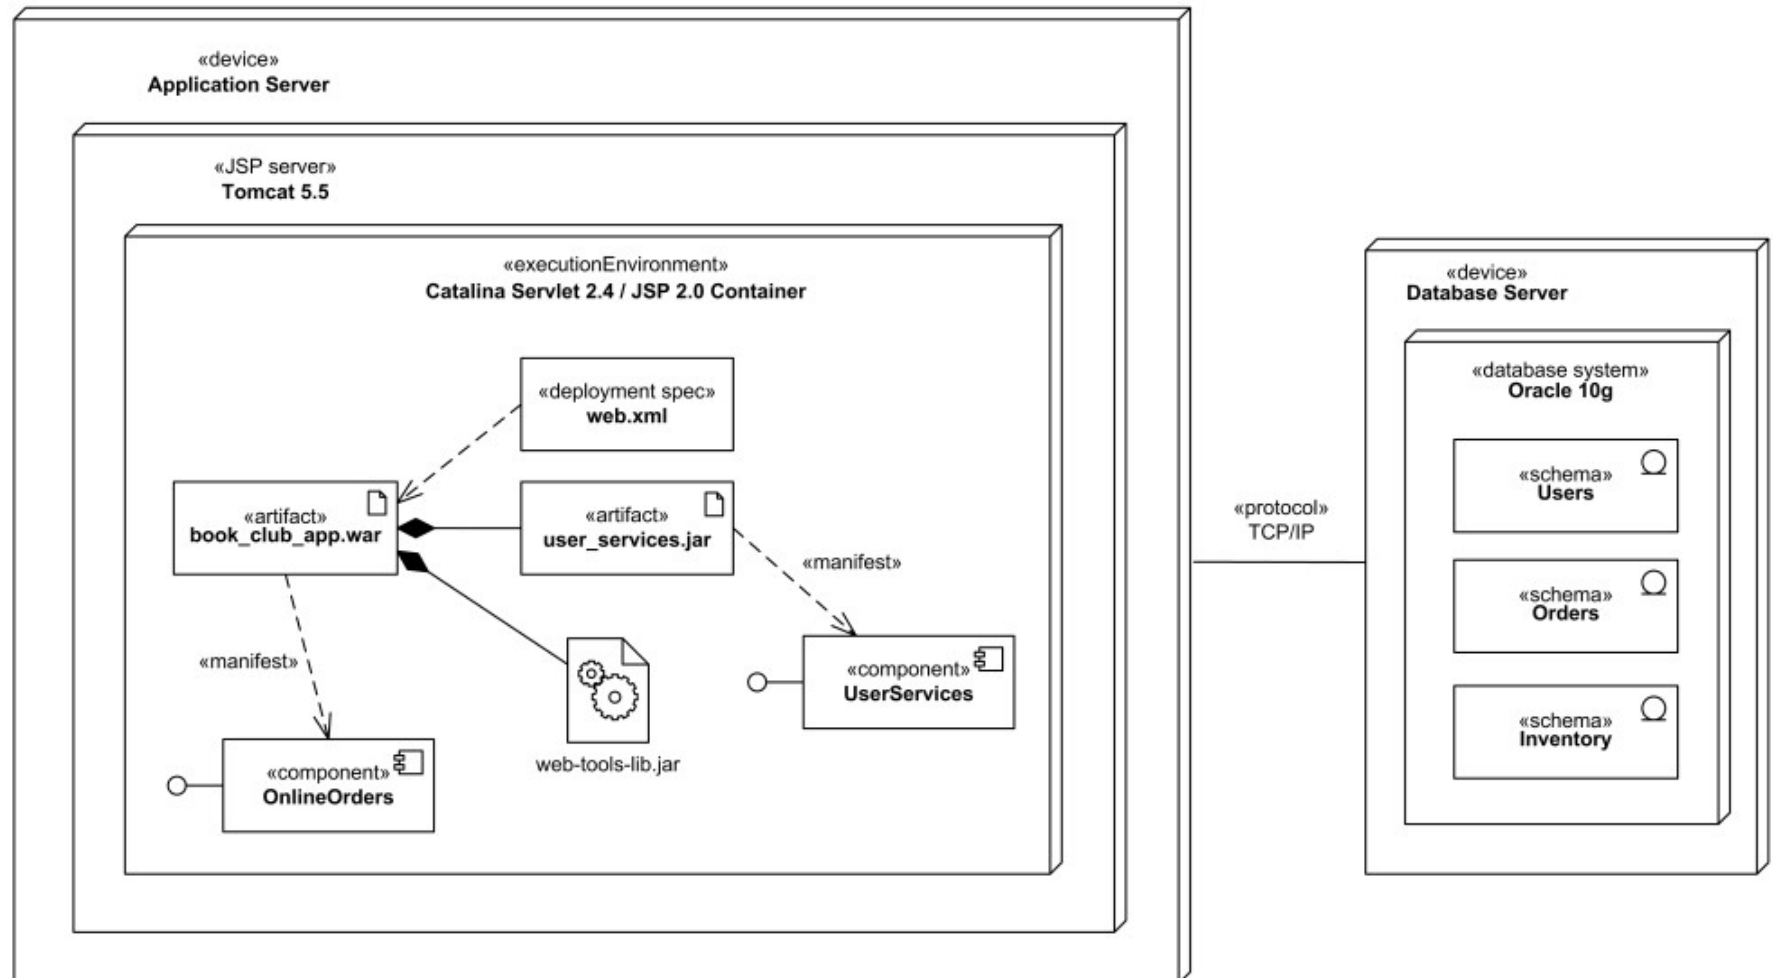 «device»
Application Server
«JSP server»
Tomcat 5.5
«executionEnvironment»
Catalina Servlet 2.4 / JSP 2.0 Container
«deployment spec»
web.xml
«artifact»
book_club_app.war
«artifact»
user_services.jar
«manifest»
«manifest»
«component»
UserServices
web-tools-lib.jar
«component»
OnlineOrders
«protocol»
TCP/IP
«device»
Database Server
«database system»
Oracle 10g
«schema»
Users
«schema»
Orders
«schema»
Inventory